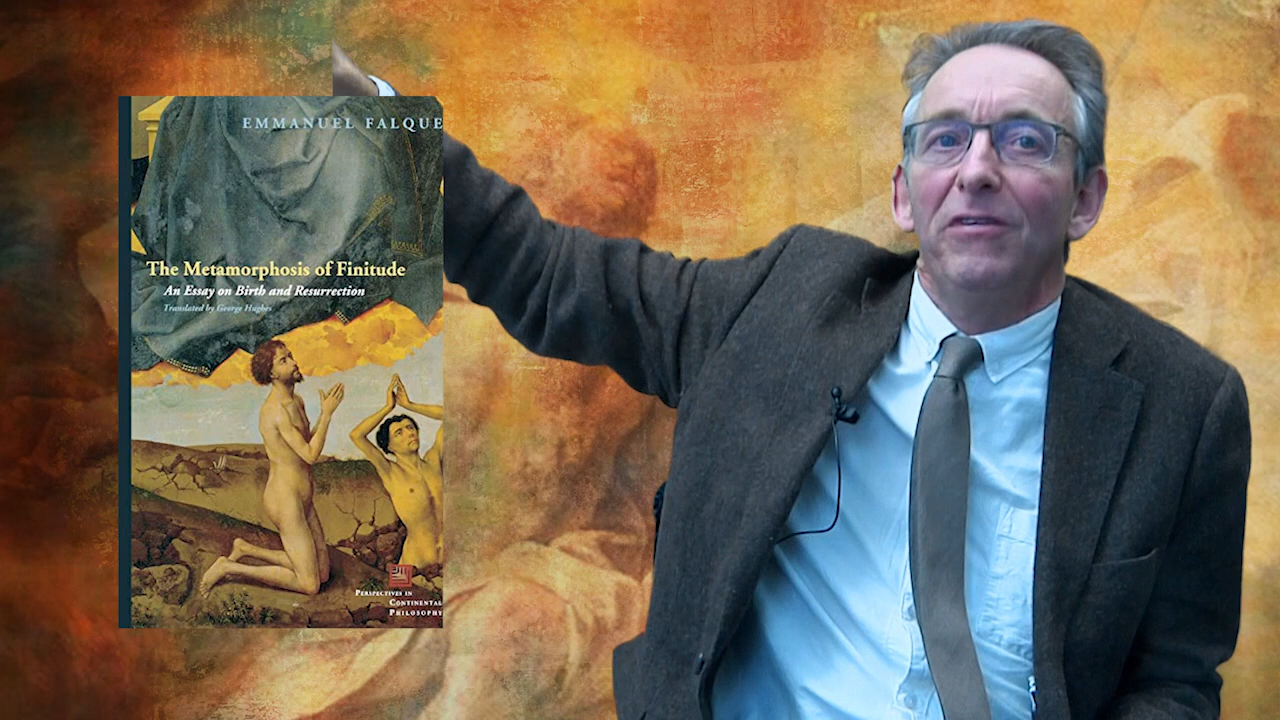 EMMANUEL FALQUE
The Metamorphosis of Finitude
An Essay on Birth and Resurrection
Translated by George Hughes
PERSPECTIVES IN
CONTINENTAL
PHILOSOPHY